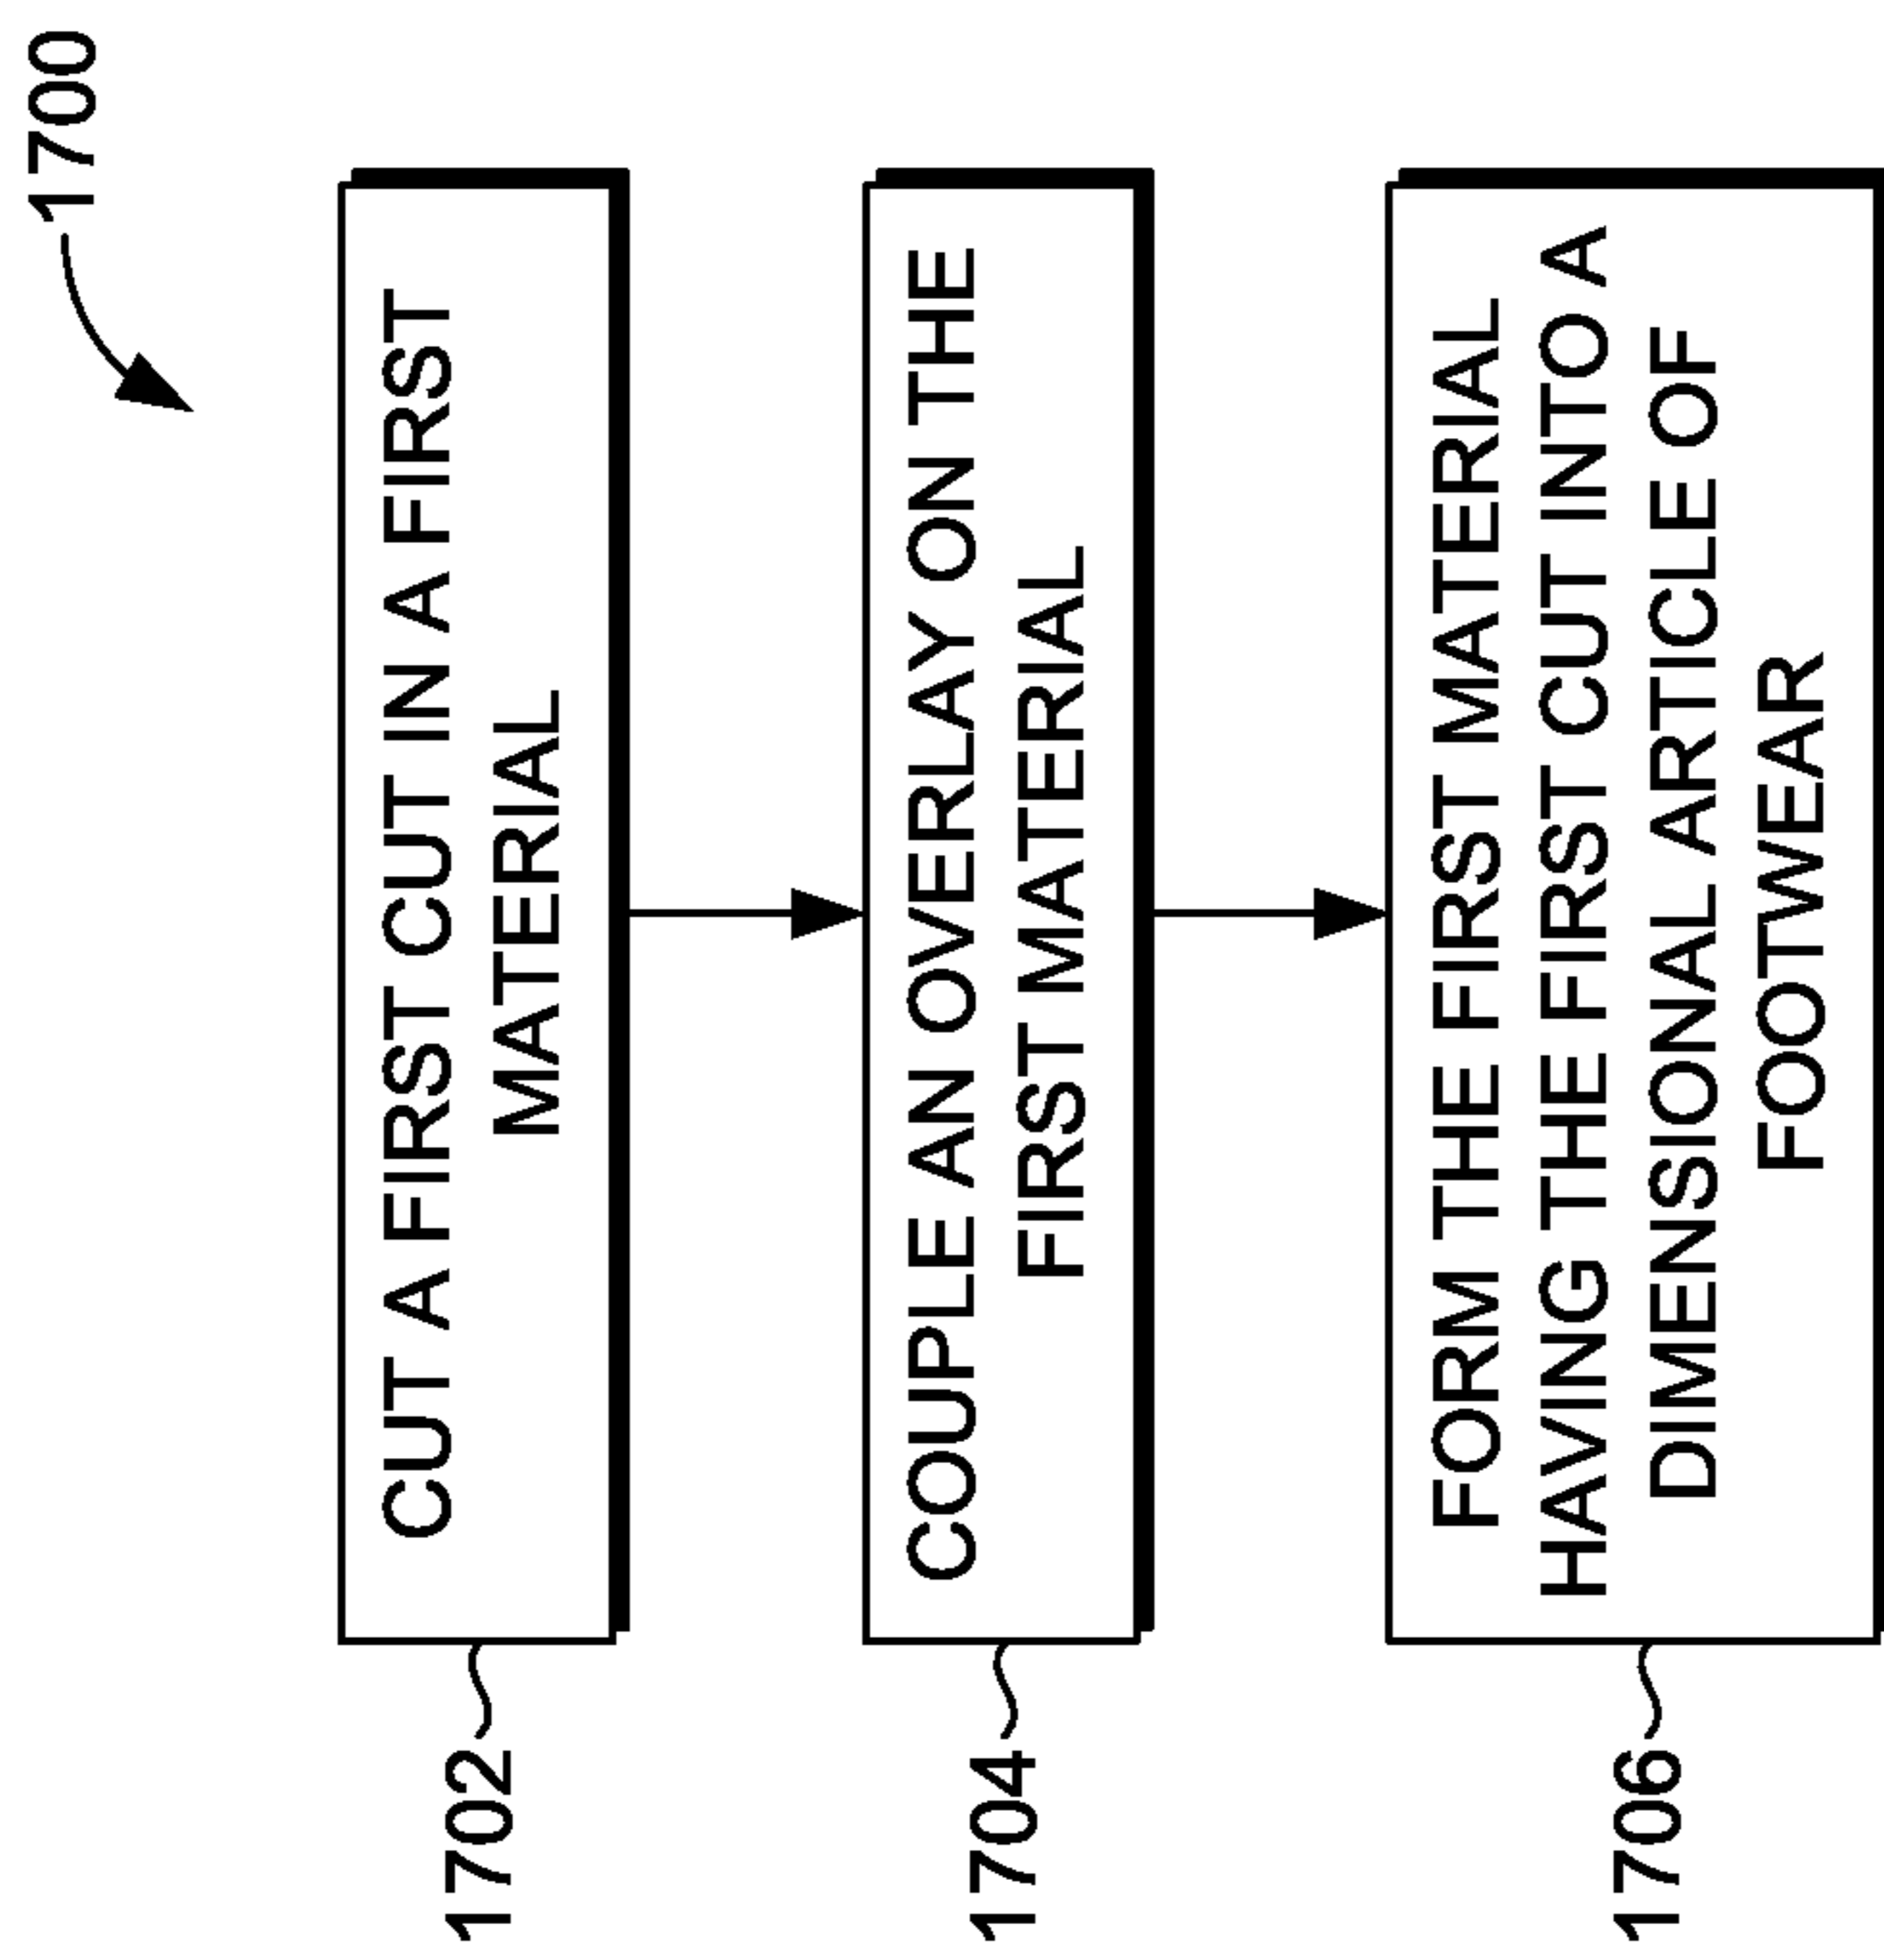 1700
1702
CUT A FIRST CUT IN A FIRST
MATERIAL
1704
COUPLE AN OVERLAY ON THE
FIRST MATERIAL
1706
FORM THE FIRST MATERIAL
HAVING THE FIRST CUT INTO A
DIMENSIONAL ARTICLE OF
FOOTWEAR